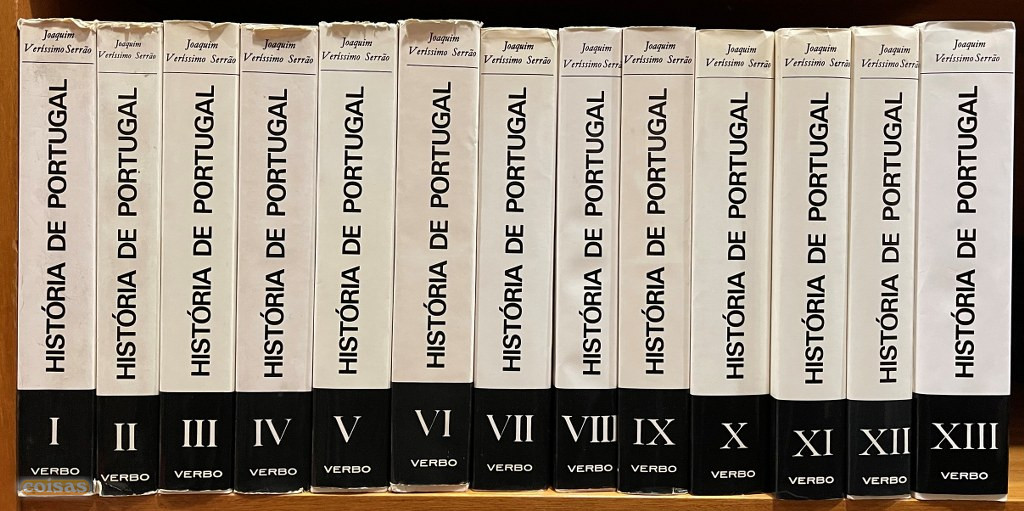 Joaquim
Veríssimo Serrão
HISTÓRIA DE PORTUGAL
I
VERBO
Joaquim
Veríssimo Serrão
HISTÓRIA DE PORTUGAL
II
VERBO
Joaquim
Veríssimo Serrão
HISTÓRIA DE PORTUGAL
III
VERBO
Joaquim
Veríssimo Serrão
HISTÓRIA DE PORTUGAL
IV
VERBO
Joaquim
Veríssimo Serrão
HISTÓRIA DE PORTUGAL
V
VERBO
Joaquim
Veríssimo Serrão
HISTÓRIA DE PORTUGAL
VI
VERBO
Joaquim
Veríssimo Serrão
HISTÓRIA DE PORTUGAL
VII
VERBO
Joaquim
Veríssimo Serrão
HISTÓRIA DE PORTUGAL
VIII
VERBO
Joaquim
Veríssimo Serrão
HISTÓRIA DE PORTUGAL
IX
VERBO
Joaquim
Veríssimo Serrão
HISTÓRIA DE PORTUGAL
X
VERBO
Joaquim
Veríssimo Serrão
HISTÓRIA DE PORTUGAL
XI
VERBO
Joaquim
Veríssimo Serrão
HISTÓRIA DE PORTUGAL
XII
VERBO
Joaquim
Veríssimo Serrão
HISTÓRIA DE PORTUGAL
XIII
VERBO
coisas